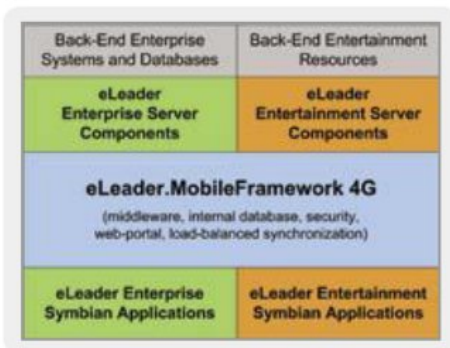 Back-End Enterprise
Systems and Databases
Back-End Entertainment
Resources
eLeader
Enterprise Server
Components
eLeader
Entertainment Server
Components
eLeader.MobileFramework 4G
(middleware, internal database, security,
web-portal, load-balanced synchronization)
eLeader Enterprise
Symbian Applications
eLeader Entertainment
Symbian Applications